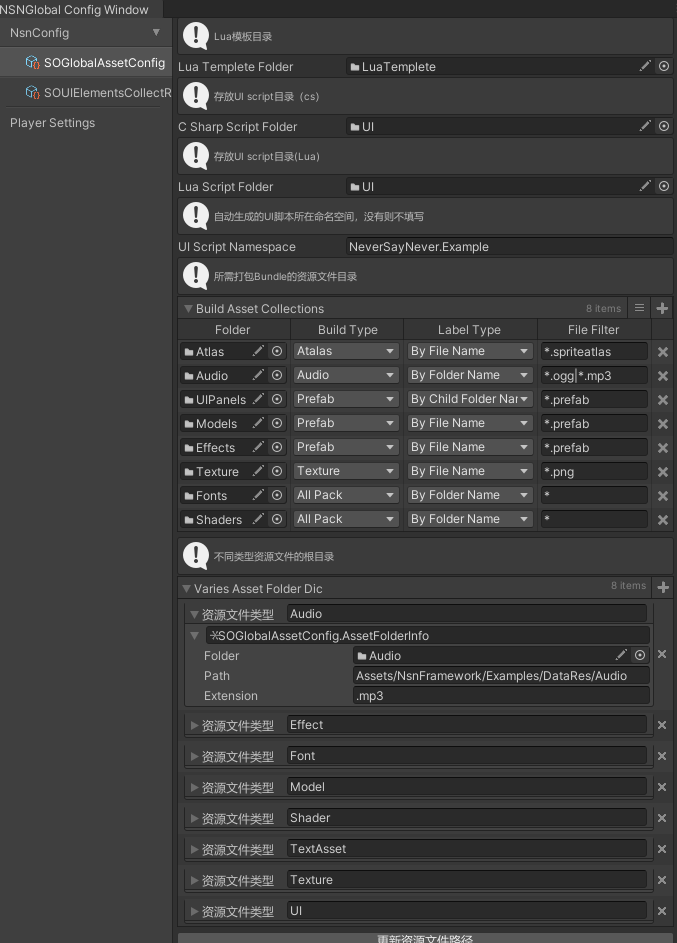 NSNGlobal Config Window
NsnConfig
SOGlobalAssetConfig
SOUIElementsCollectR
Player Settings
Lua模板目录
Lua Templete Folder LuaTemplete
存放UI script目录（cs）
C Sharp Script Folder UI
存放UI script目录(Lua)
Lua Script Folder UI
自动生成的UI脚本所在命名空间，没有则不填写
UI Script Namespace NeverSayNever.Example
所需打包Bundle的资源文件目录
Build Asset Collections 8 items
Folder Build Type Label Type File Filter
Atlas Atalas By File Name *.spriteatlas
Audio Audio By Folder Name *.ogg|*.mp3
UIPanels Prefab By Child Folder Nar *.prefab
Models Prefab By File Name *.prefab
Effects Prefab By File Name *.prefab
Texture Texture By File Name *.png
Fonts All Pack By Folder Name *
Shaders All Pack By Folder Name *
不同类型资源文件的根目录
Varies Asset Folder Dic 8 items
资源文件类型 Audio
SOGlobalAssetConfig.AssetFolderInfo
Folder Audio
Path Assets/NsnFramework/Examples/DataRes/Audio
Extension .mp3
资源文件类型 Effect
资源文件类型 Font
资源文件类型 Model
资源文件类型 Shader
资源文件类型 TextAsset
资源文件类型 Texture
资源文件类型 UI
更新资源文件路径